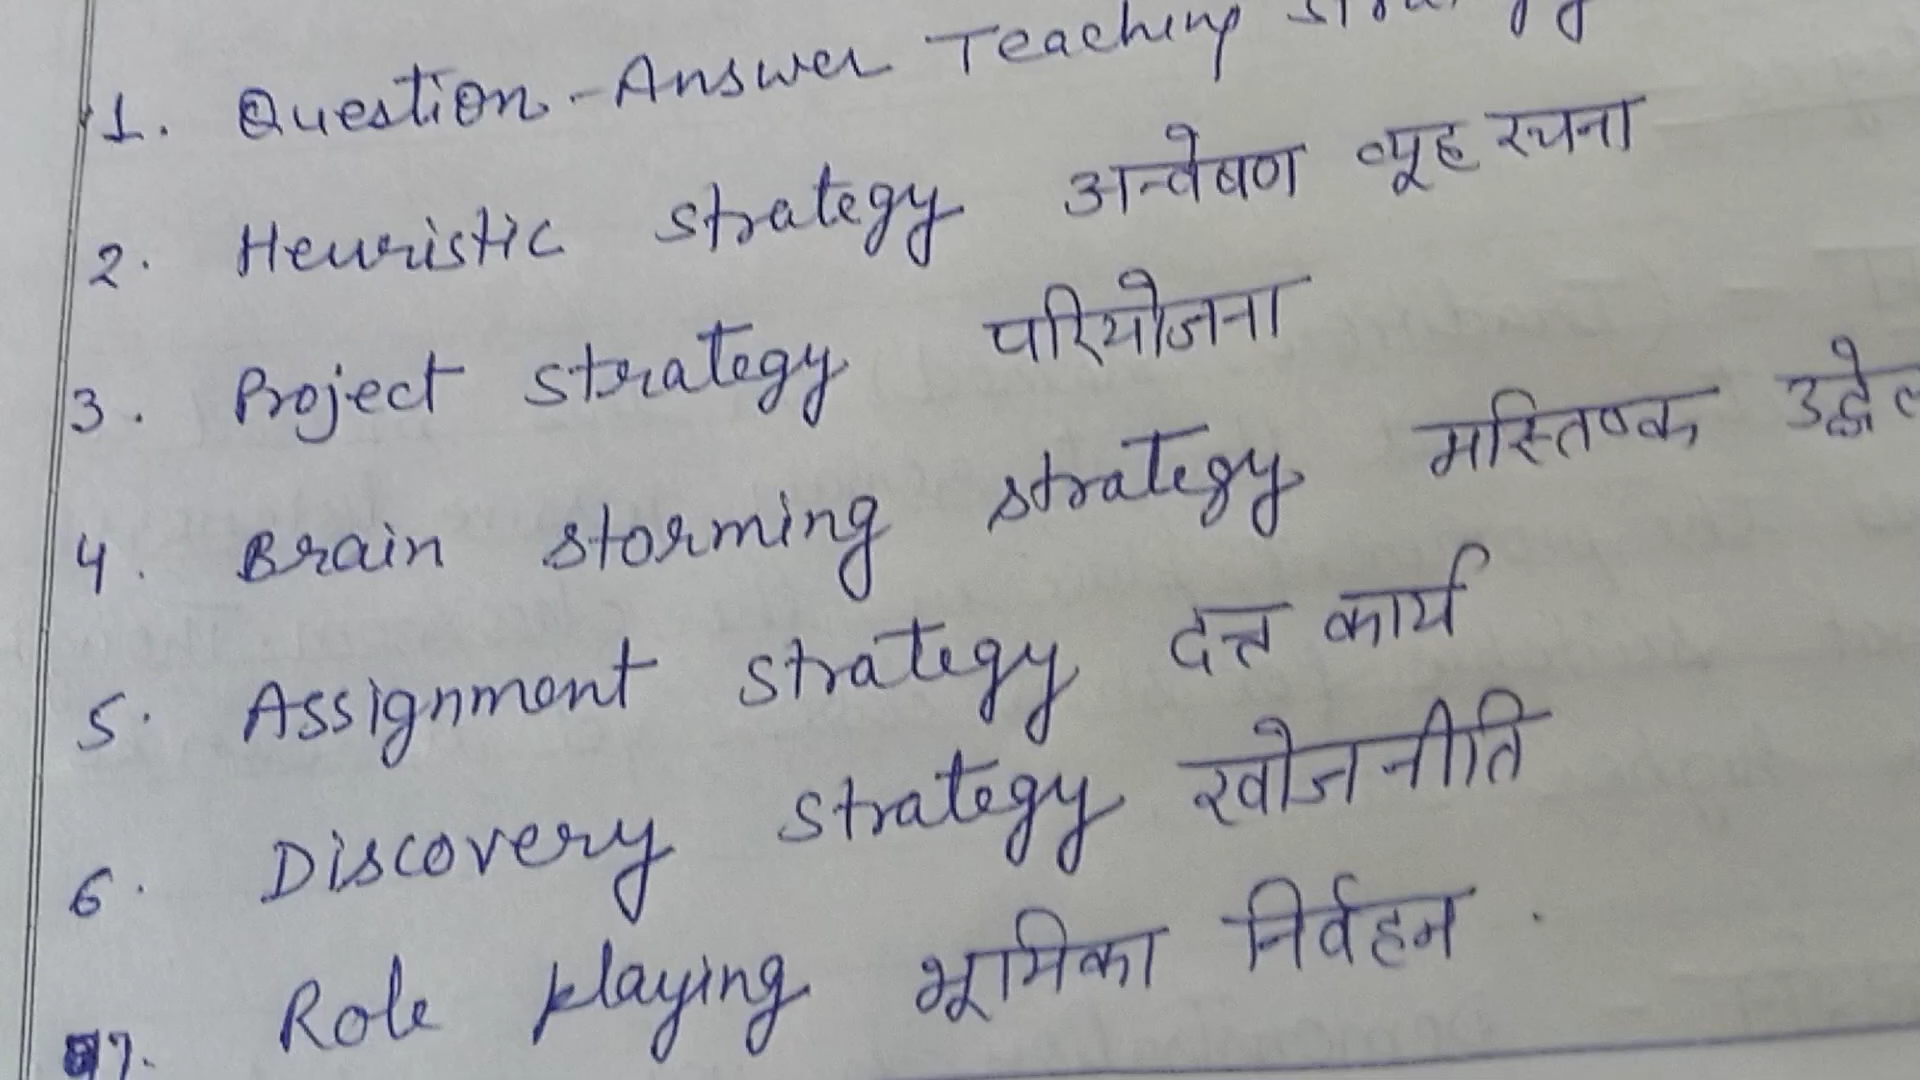 1. Question-Answer Teaching Strategy
2. Heuristic strategy अन्वेषण व्यूह रचना
3. Project strategy परियोजना
4. Brain storming strategy मस्तिष्क
5. Assignment strategy दत्त कार्य
6. Discovery strategy खोज नीति
7. Role playing भूमिका निर्वहन